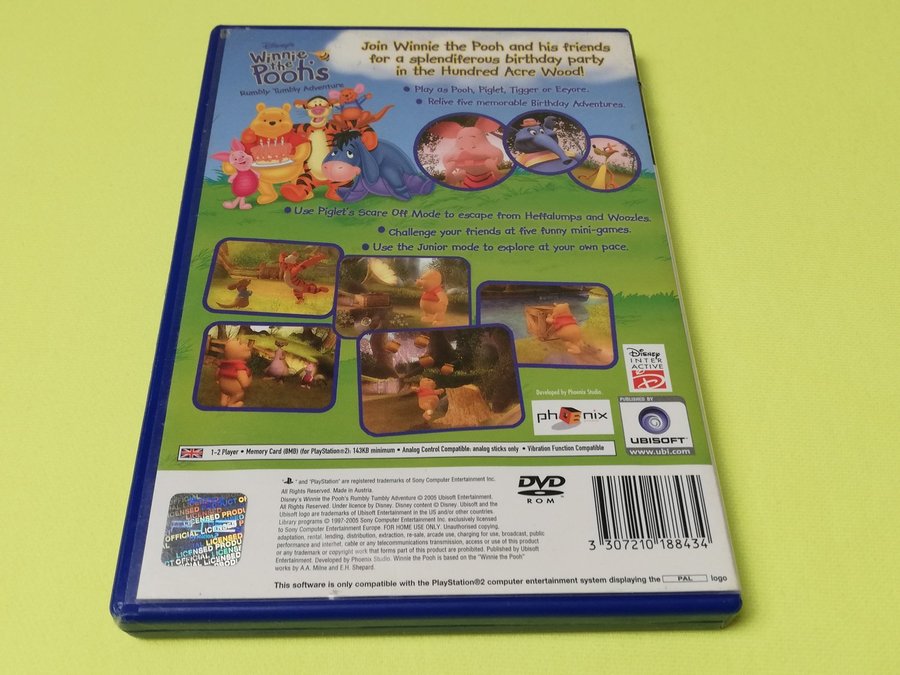 Disney's
Winnie
the
Pooh's
Rumbly Tumbly Adventure
Join Winnie the Pooh and his friends
for a splendiferous birthday party
in the Hundred Acre Wood!
• Play as Pooh, Piglet, Tigger or Eeyore.
• Relive five memorable Birthday Adventures.
• Use Piglet's Scare Off Mode to escape from Heffalumps and Woozles.
• Challenge your friends at five funny mini-games.
• Use the Junior mode to explore at your own pace.
Disney
INTER
ACTIVE
Developed by Phoenix Studio
phoenix
PUBLISHED BY
UBISOFT
www.ubi.com
1-2 Player • Memory Card (8MB) (for PlayStation®2): 143KB minimum • Analog Control Compatible: analog sticks only • Vibration Function Compatible
" and "PlayStation" are registered trademarks of Sony Computer Entertainment Inc.
All Rights Reserved. Made in Austria.
Disney's Winnie the Pooh's Rumbly Tumbly Adventure © 2005 Ubisoft Entertainment.
All Rights Reserved. Under licence by Disney. Disney content © Disney. Ubisoft and the
Ubisoft logo are trademarks of Ubisoft Entertainment in the US and/or other countries.
Library programs © 1997-2005 Sony Computer Entertainment Inc. exclusively licensed
to Sony Computer Entertainment Europe. FOR HOME USE ONLY. Unauthorised copying,
adaptation, rental, lending, distribution, extraction, re-sale, arcade use, charging for use, broadcast, public
performance and internet, cable or any telecommunications transmission, access or use of this product
or any trademark or copyright work that forms part of this product are prohibited. Published by Ubisoft
Entertainment. Developed by Phoenix Studio. Winnie the Pooh is based on the "Winnie the Pooh"
works by A.A. Milne and E.H. Shepard.
DVD
ROM
3 307210 188434
OFFICIAL LICENSED
LICENSED PRODUCT
This software is only compatible with the PlayStation®2 computer entertainment system displaying the PAL logo